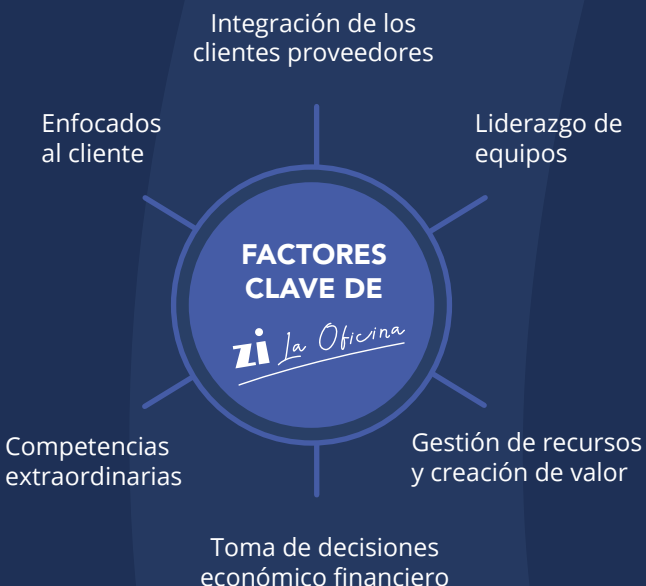 Integración de los
clientes proveedores
Enfocados
al cliente
Liderazgo de
equipos
FACTORES
CLAVE DE
zi La Oficina
Competencias
extraordinarias
Gestión de recursos
y creación de valor
Toma de decisiones
económico financiero